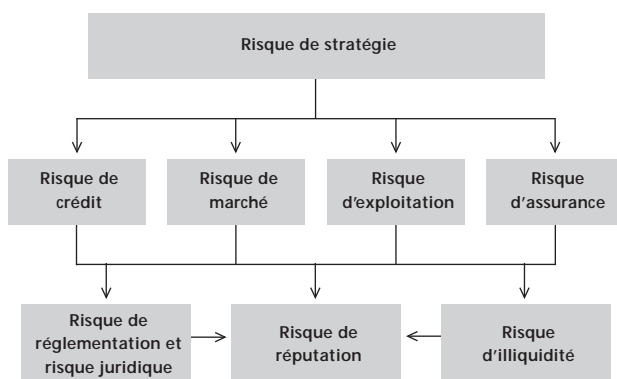 Risque de stratégie
Risque de
crédit
Risque de
marché
Risque
d'exploitation
Risque
d'assurance
Risque de
réglementation et
risque juridique
Risque de
réputation
Risque
d'illiquidité